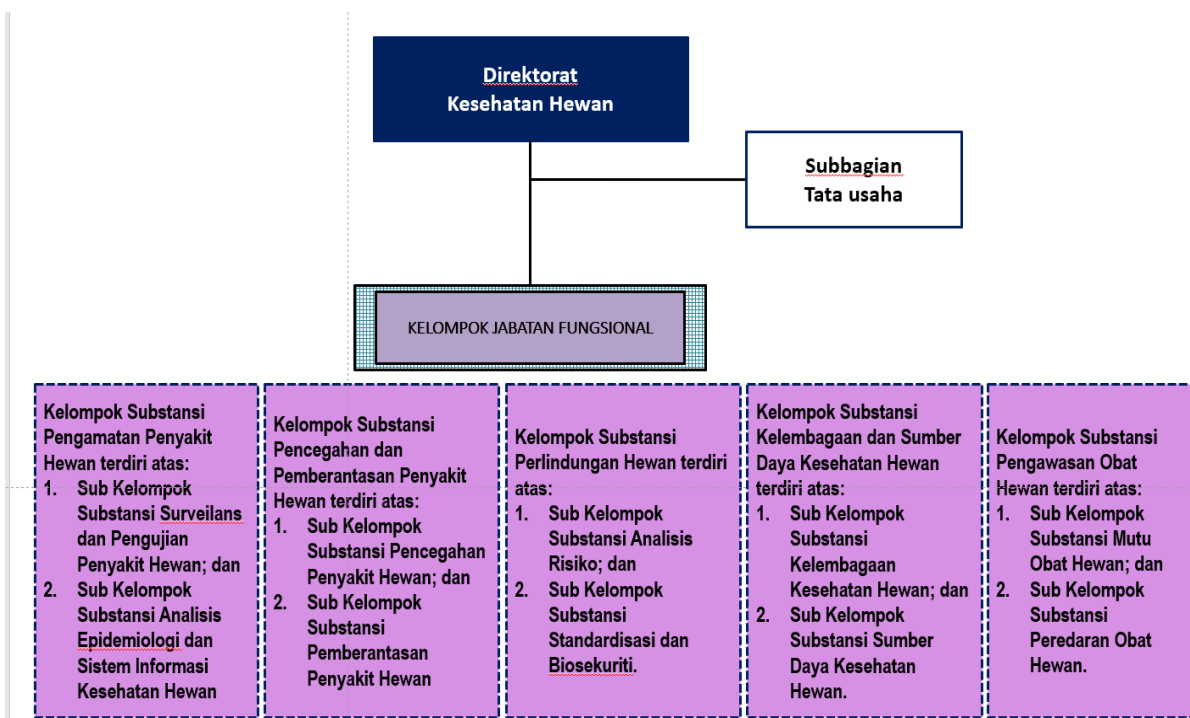 Direktorat
Kesehatan Hewan
Subbagian
Tata usaha
KELOMPOK JABATAN FUNGSIONAL
Kelompok Substansi
Pengamatan Penyakit
Hewan terdiri atas:
1. Sub Kelompok
Substansi Surveilans
dan Pengujian
Penyakit Hewan; dan
2. Sub Kelompok
Substansi Analisis
Epidemiologi dan
Sistem Informasi
Kesehatan Hewan
Kelompok Substansi
Pencegahan dan
Pemberantasan Penyakit
Hewan terdiri atas:
1. Sub Kelompok
Substansi Pencegahan
Penyakit Hewan; dan
2. Sub Kelompok
Substansi
Pemberantasan
Penyakit Hewan
Kelompok Substansi
Perlindungan Hewan terdiri
atas:
1. Sub Kelompok
Substansi Analisis
Risiko; dan
2. Sub Kelompok
Substansi
Standardisasi dan
Biosekuriti.
Kelompok Substansi
Kelembagaan dan Sumber
Daya Kesehatan Hewan
terdiri atas:
1. Sub Kelompok
Substansi
Kelembagaan
Kesehatan Hewan; dan
2. Sub Kelompok
Substansi Sumber
Daya Kesehatan
Hewan.
Kelompok Substansi
Pengawasan Obat
Hewan terdiri atas:
1. Sub Kelompok
Substansi Mutu
Obat Hewan; dan
2. Sub Kelompok
Substansi
Peredaran Obat
Hewan.